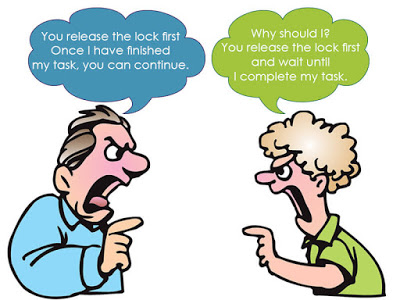 You release the lock first
Once I have finished
my task, you can continue.
Why should I?
You release the lock first
and wait until
I complete my task.